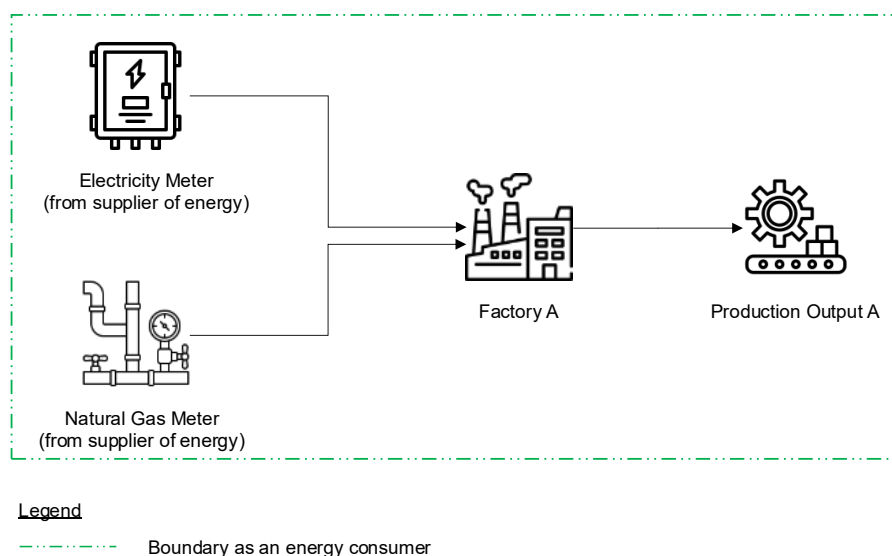 Electricity Meter
(from supplier of energy)
Factory A
Production Output A
Natural Gas Meter
(from supplier of energy)
Legend
Boundary as an energy consumer